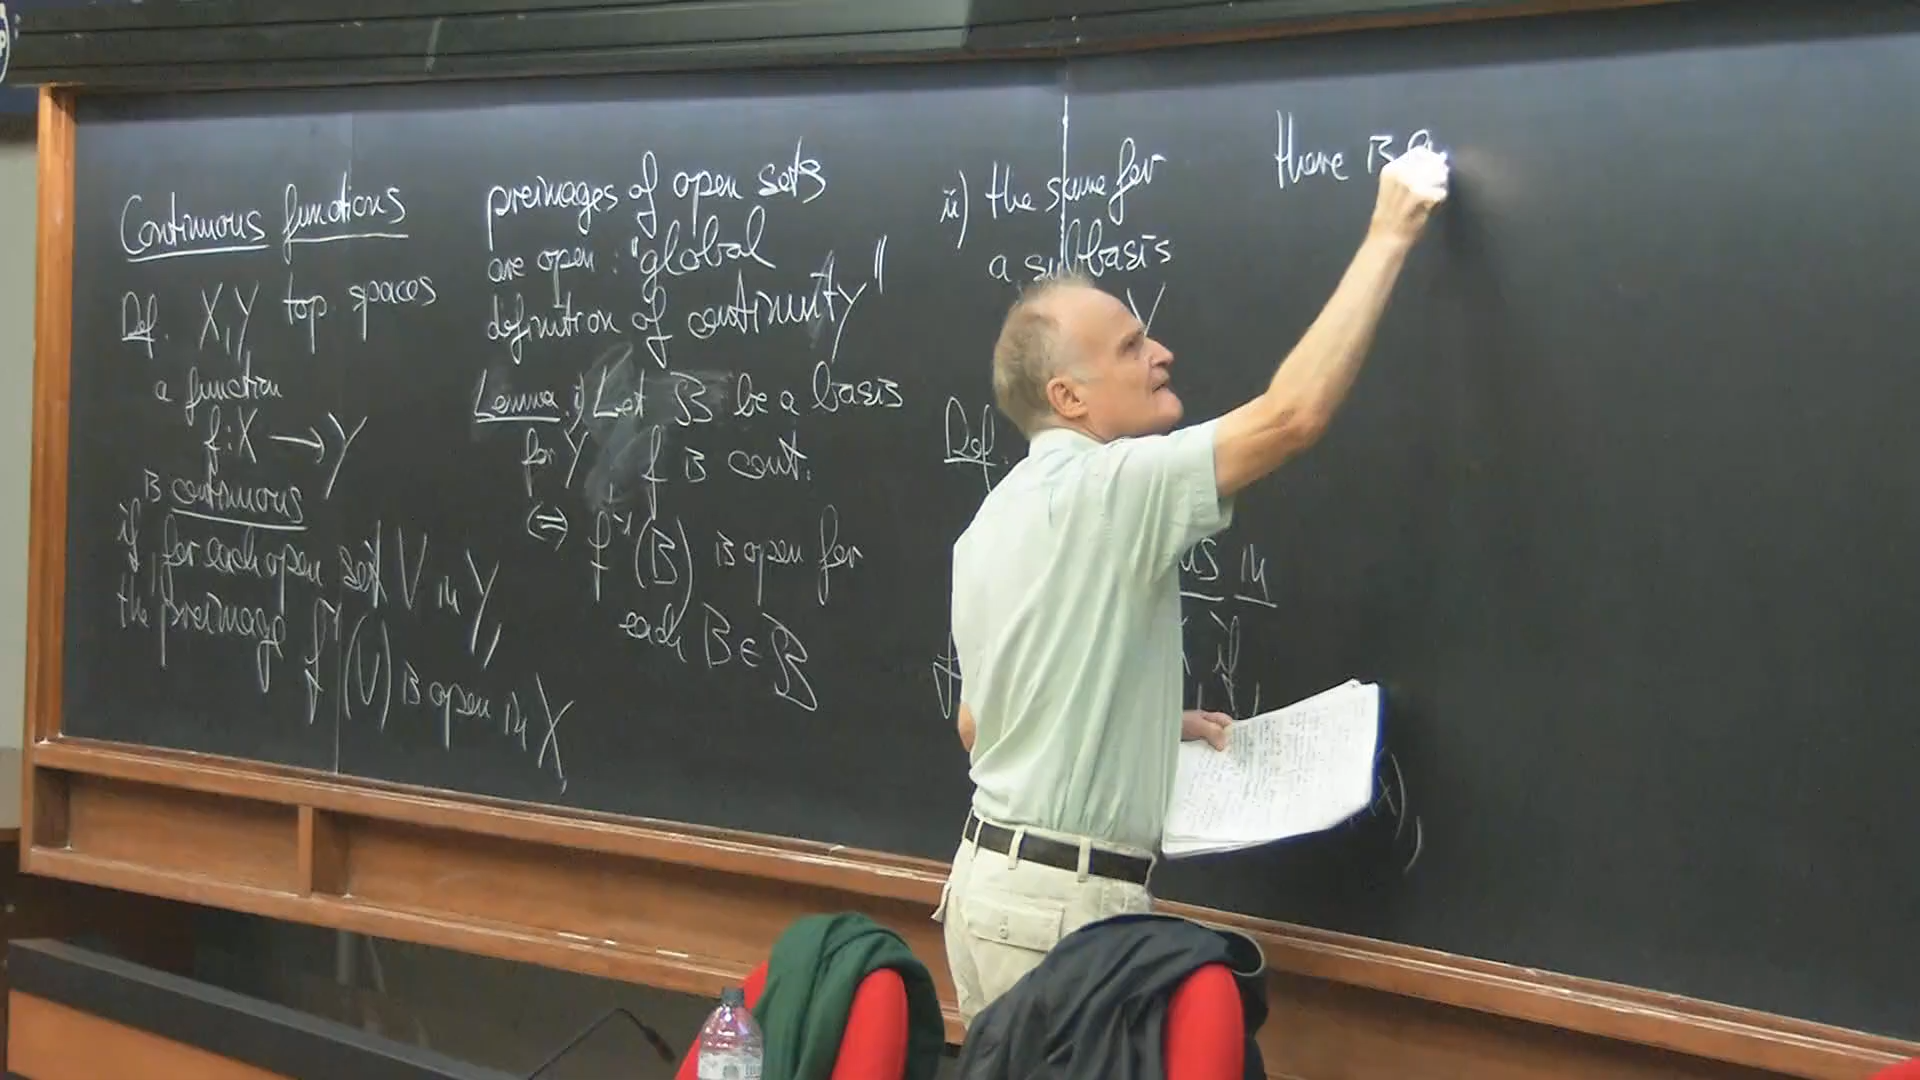 Continuous functions
Def. X, Y top. spaces
a function
f: X → Y
is continuous
if, for each open set V in Y,
the preimage f⁻¹(V) is open in X
preimages of open sets
are open: "global
definition of continuity"
Lemma. i) Let ℬ be a basis
for Y f is cont.
⇔ f⁻¹(B) is open for
each B ∈ ℬ
ii) the same for
a subbasis
Y
Def.
in
if
there is